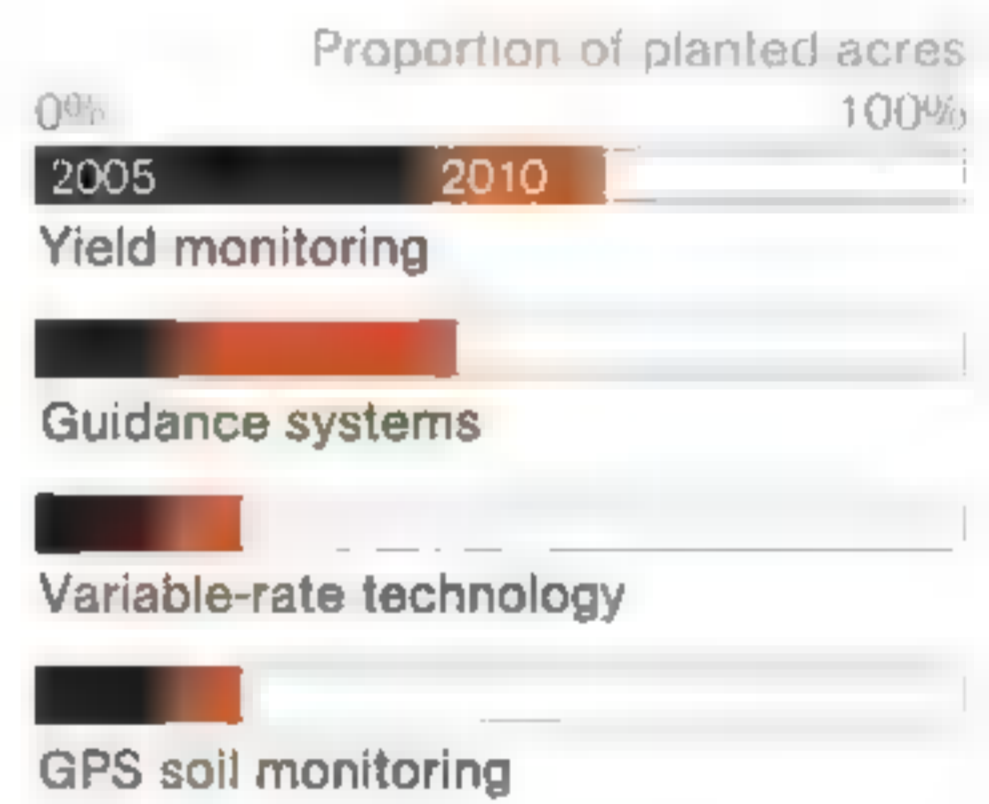 Proportion of planted acres
0% 100%
2005 2010
Yield monitoring
Guidance systems
Variable-rate technology
GPS soil monitoring